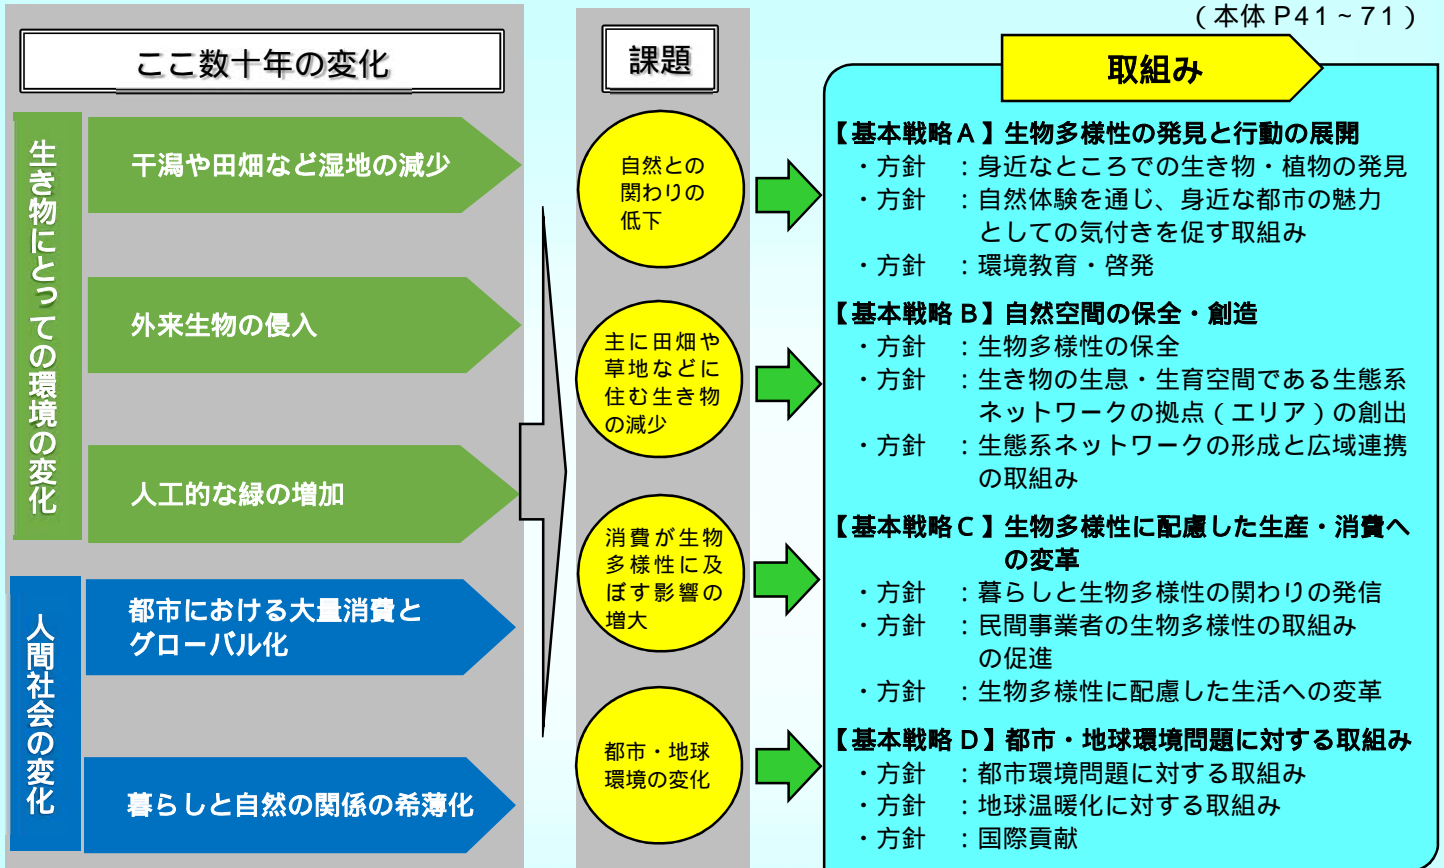 （本体 P41～71）
ここ数十年の変化
生き物にとっての環境の変化
干潟や田畑など湿地の減少
外来生物の侵入
人工的な緑の増加
人間社会の変化
都市における大量消費と
グローバル化
暮らしと自然の関係の希薄化
課題
自然との
関わりの
低下
主に田畑や
草地などに
住む生き物
の減少
消費が生物
多様性に及
ぼす影響の
増大
都市・地球
環境の変化
取組み
【基本戦略Ａ】生物多様性の発見と行動の展開
・方針　：身近なところでの生き物・植物の発見
・方針　：自然体験を通じ、身近な都市の魅力
としての気付きを促す取組み
・方針　：環境教育・啓発
【基本戦略Ｂ】自然空間の保全・創造
・方針　：生物多様性の保全
・方針　：生き物の生息・生育空間である生態系
ネットワークの拠点（エリア）の創出
・方針　：生態系ネットワークの形成と広域連携
の取組み
【基本戦略Ｃ】生物多様性に配慮した生産・消費へ
の変革
・方針　：暮らしと生物多様性の関わりの発信
・方針　：民間事業者の生物多様性の取組み
の促進
・方針　：生物多様性に配慮した生活への変革
【基本戦略Ｄ】都市・地球環境問題に対する取組み
・方針　：都市環境問題に対する取組み
・方針　：地球温暖化に対する取組み
・方針　：国際貢献